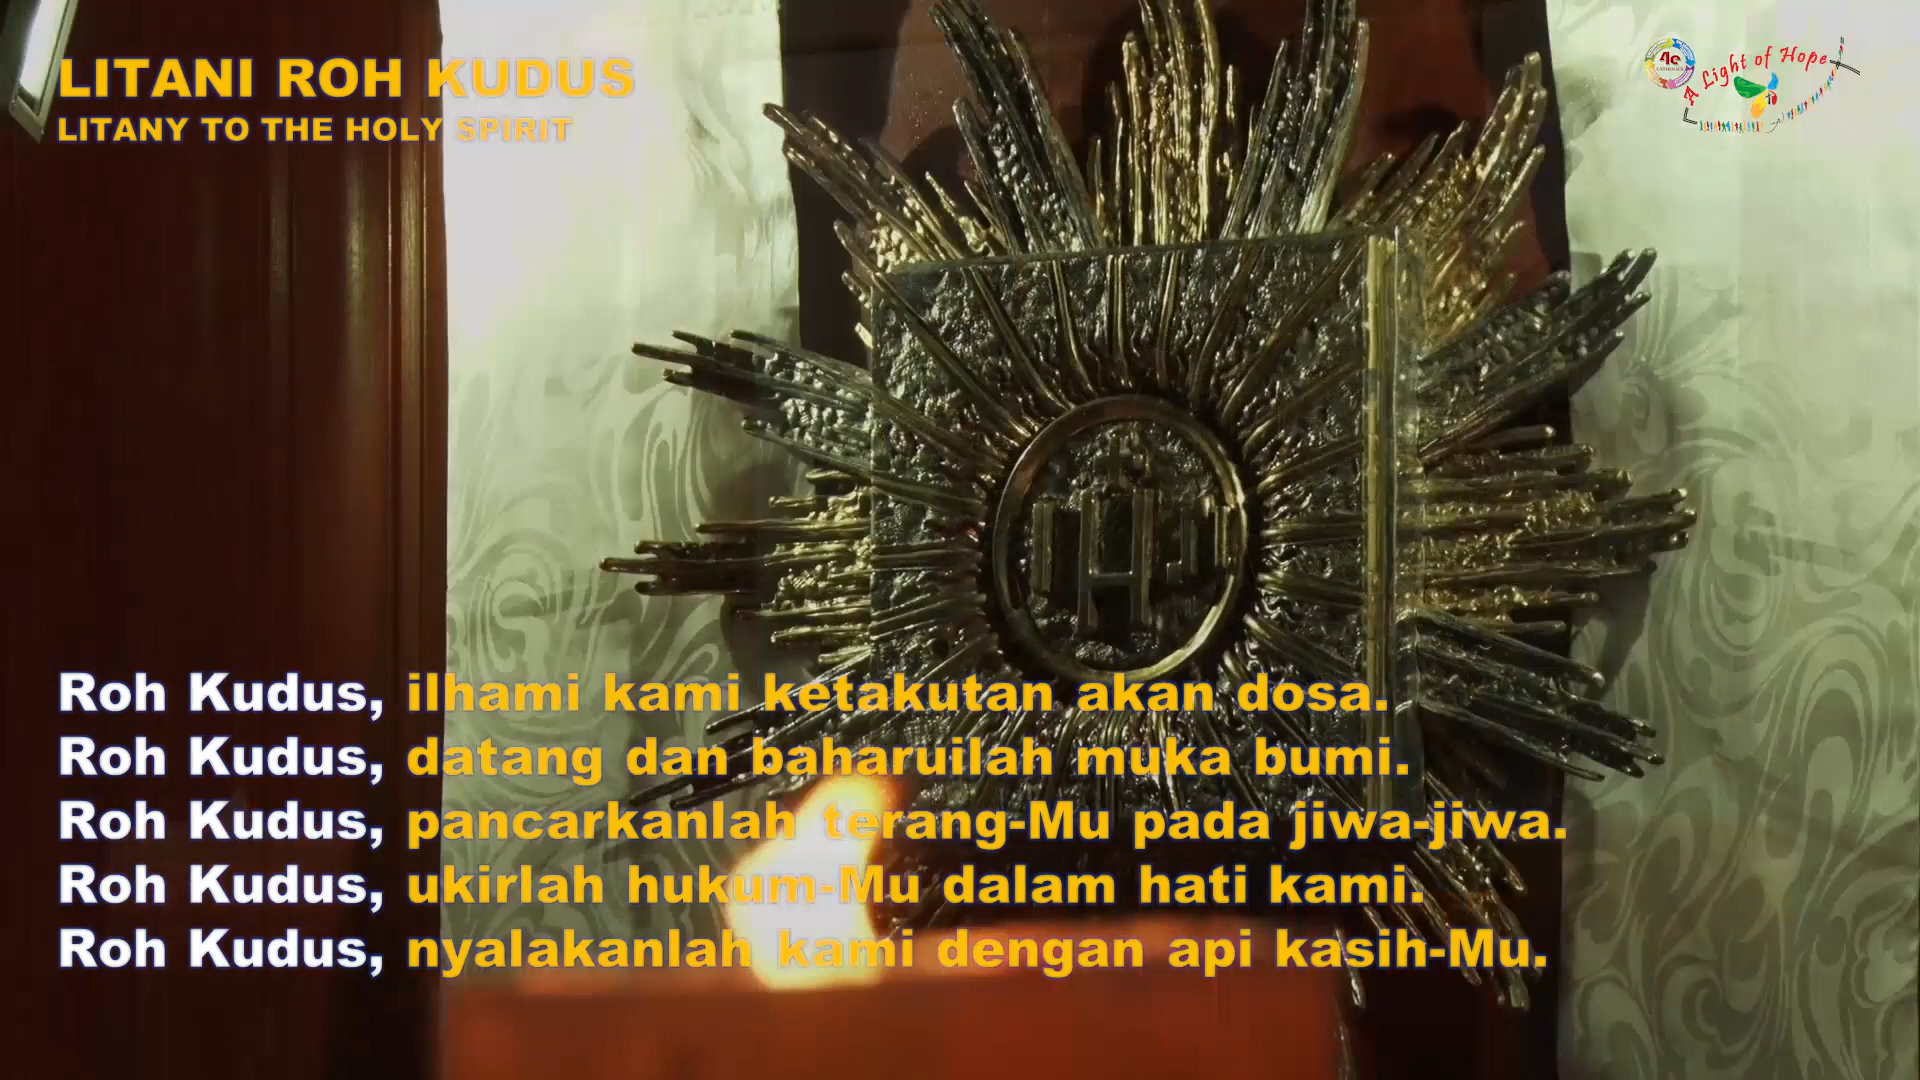 LITANI ROH KUDUS
LITANY TO THE HOLY SPIRIT
A Light of Hope
Roh Kudus, ilhami kami ketakutan akan dosa.
Roh Kudus, datang dan baharuilah muka bumi.
Roh Kudus, pancarkanlah terang-Mu pada jiwa-jiwa.
Roh Kudus, ukirlah hukum-Mu dalam hati kami.
Roh Kudus, nyalakanlah kami dengan api kasih-Mu.